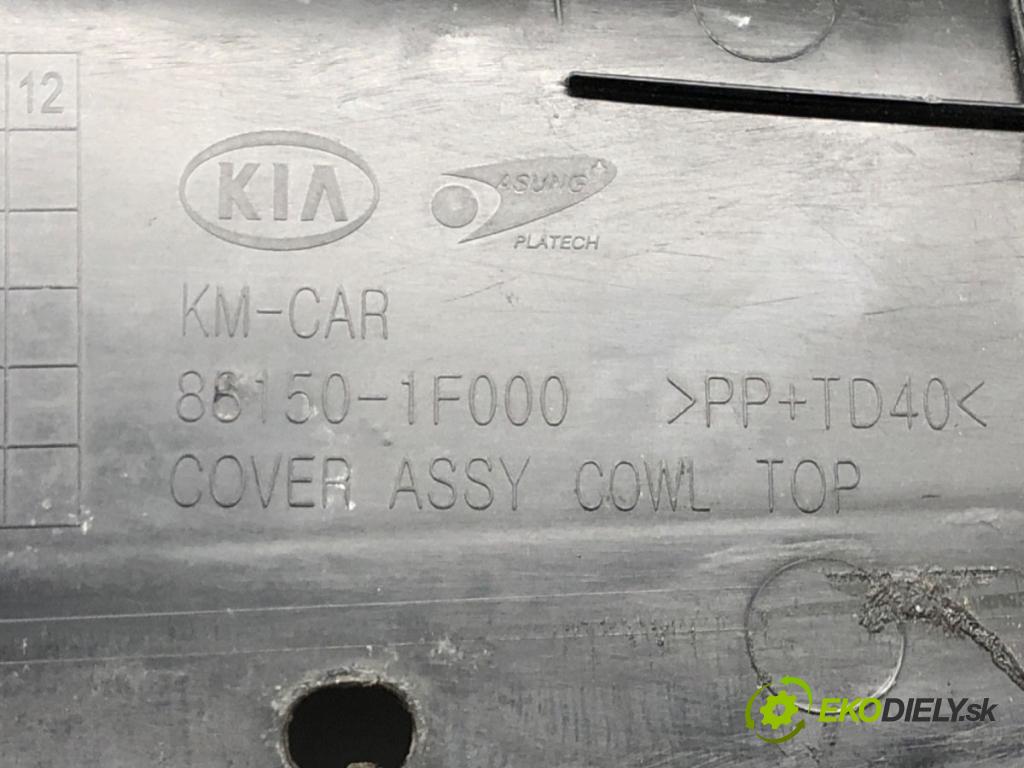 12
KIA
ASUNG
PLATECH
KM-CAR
86150-1F000 >PP+TD40<
COVER ASSY COWL TOP -
EKODIELY.sk